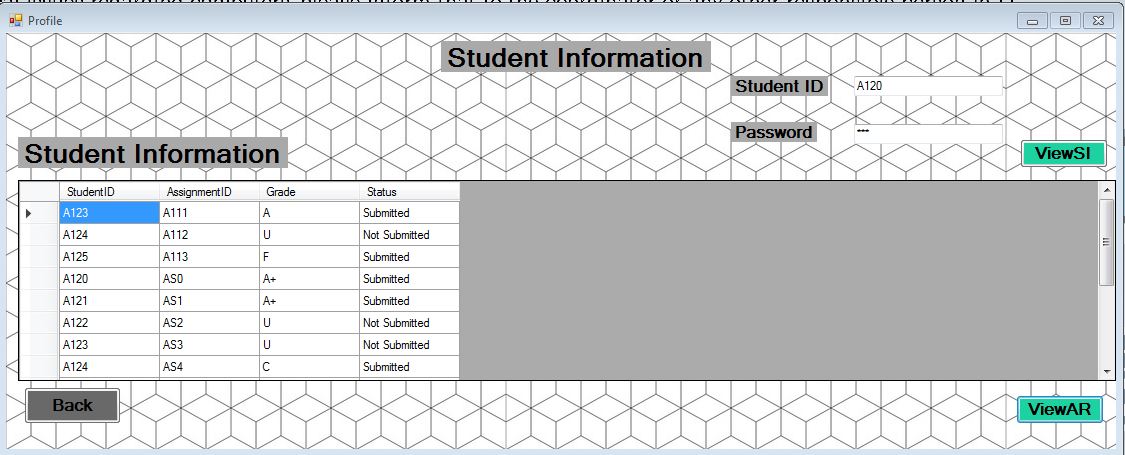 Profile
Student Information
Student ID A120
Password ***
Student Information
ViewSI
StudentID AssignmentID Grade Status
A123 A111 A Submitted
A124 A112 U Not Submitted
A125 A113 F Submitted
A120 AS0 A+ Submitted
A121 AS1 A+ Submitted
A122 AS2 U Not Submitted
A123 AS3 U Not Submitted
A124 AS4 C Submitted
Back
ViewAR